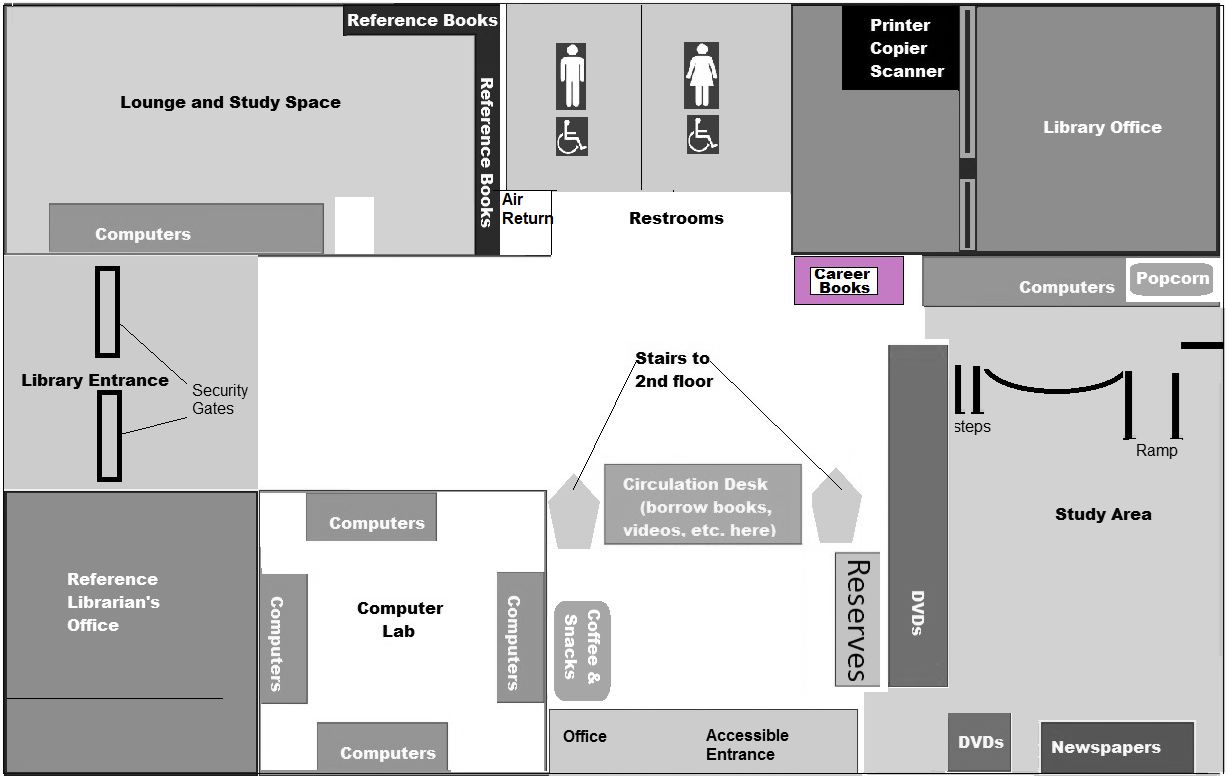 Reference Books
Printer
Copier
Scanner
Lounge and Study Space
Reference Books
Library Office
Air
Return
Restrooms
Computers
Career
Books
Computers
Popcorn
Library Entrance
Security
Gates
Stairs to
2nd floor
steps
Ramp
Circulation Desk
(borrow books,
videos, etc. here)
Study Area
Computers
Reference
Librarian's
Office
Computers
Computer
Lab
Computers
Coffee &
Snacks
Reserves
DVDs
Computers
Office
Accessible
Entrance
DVDs
Newspapers